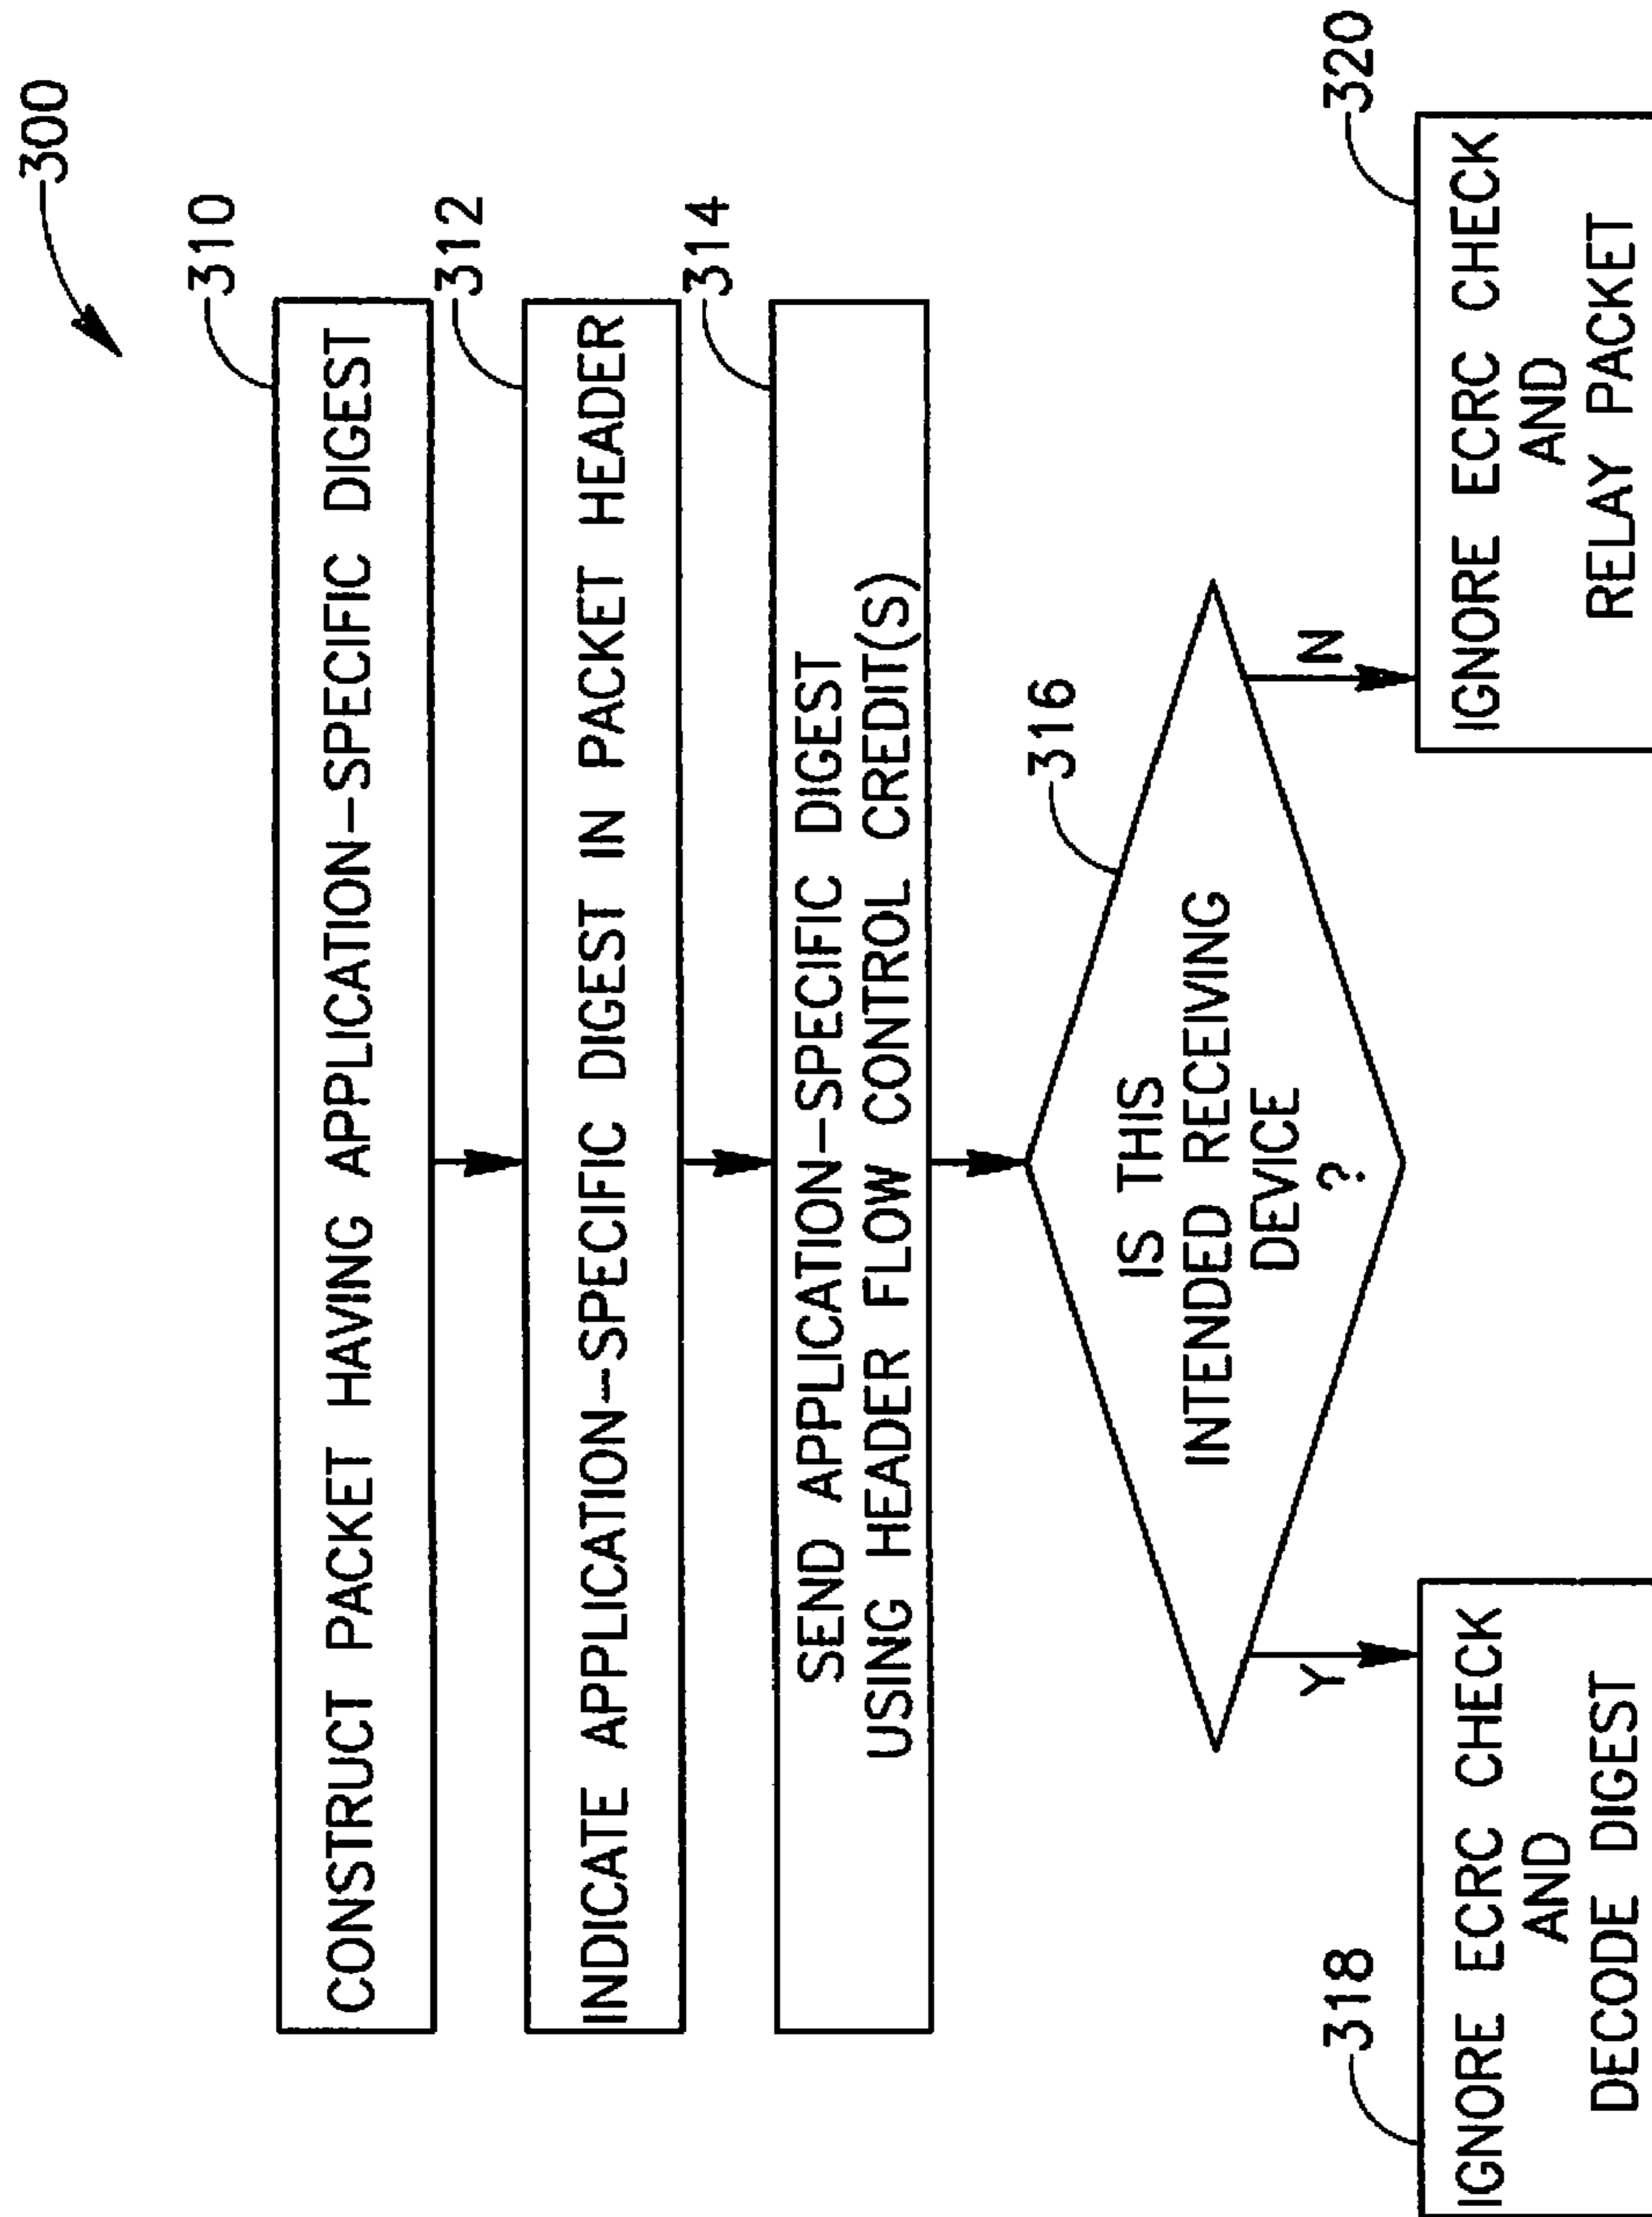 300
310
CONSTRUCT PACKET HAVING APPLICATION-SPECIFIC DIGEST
312
INDICATE APPLICATION-SPECIFIC DIGEST IN PACKET HEADER
314
SEND APPLICATION-SPECIFIC DIGEST
USING HEADER FLOW CONTROL CREDIT(S)
316
IS THIS
INTENDED RECEIVING
DEVICE
?
Y
N
318
IGNORE ECRC CHECK
AND
DECODE DIGEST
320
IGNORE ECRC CHECK
AND
RELAY PACKET